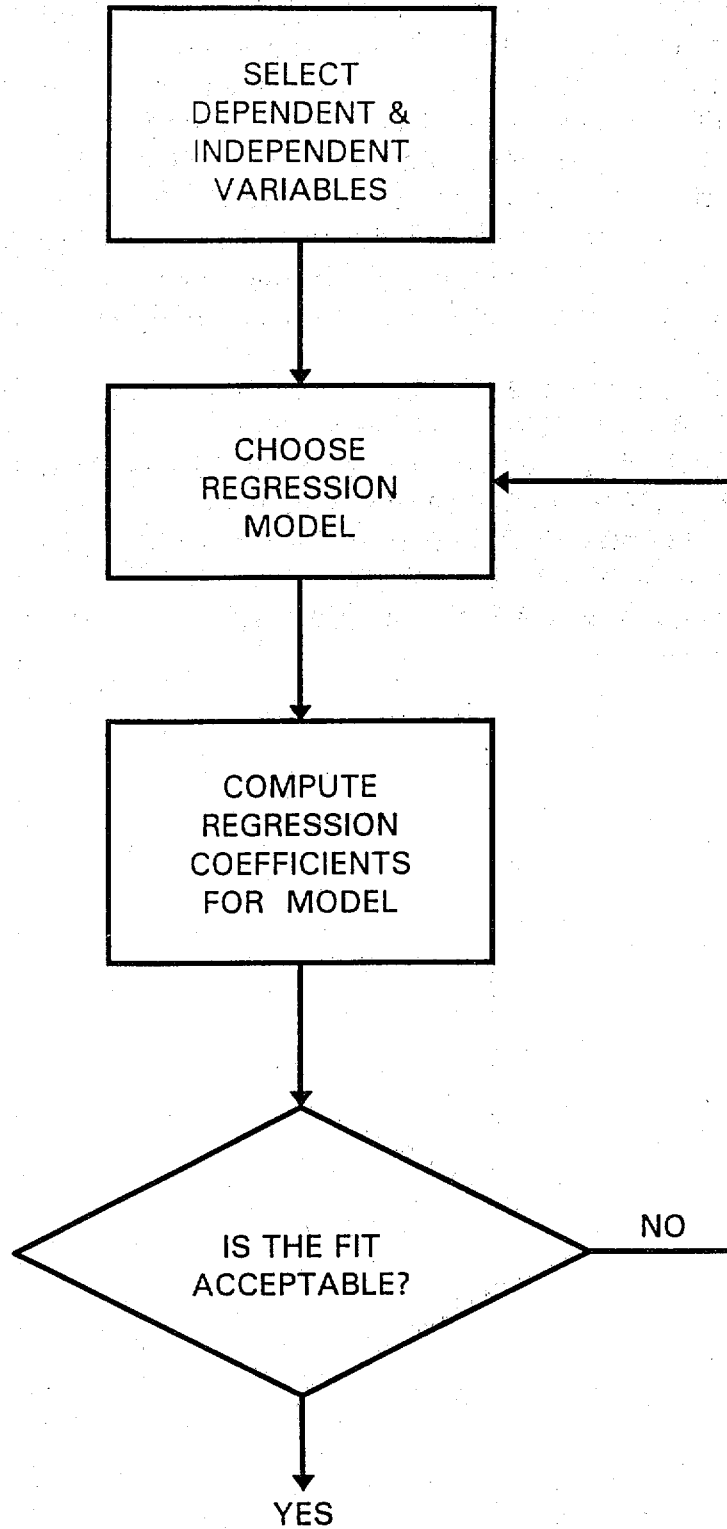 SELECT
DEPENDENT &
INDEPENDENT
VARIABLES
CHOOSE
REGRESSION
MODEL
COMPUTE
REGRESSION
COEFFICIENTS
FOR MODEL
IS THE FIT
ACCEPTABLE?
NO
YES